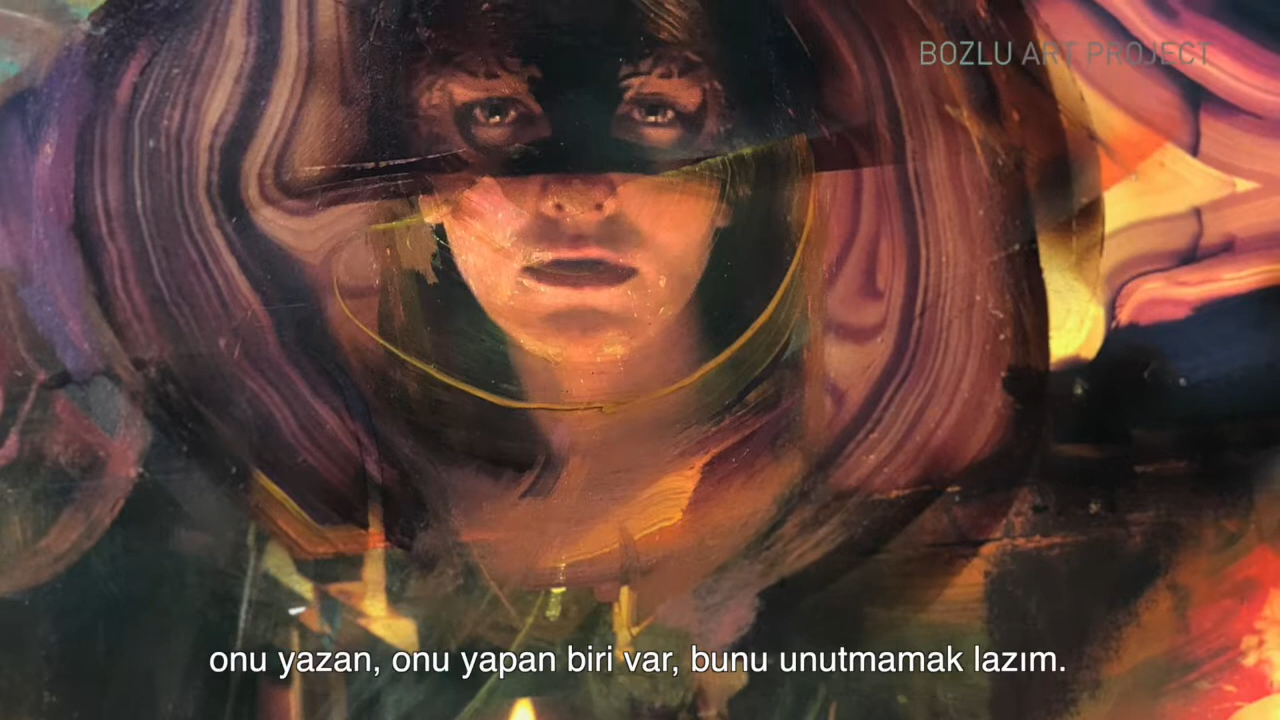 BOZLU ART PROJECT
onu yazan, onu yapan biri var, bunu unutmamak lazım.